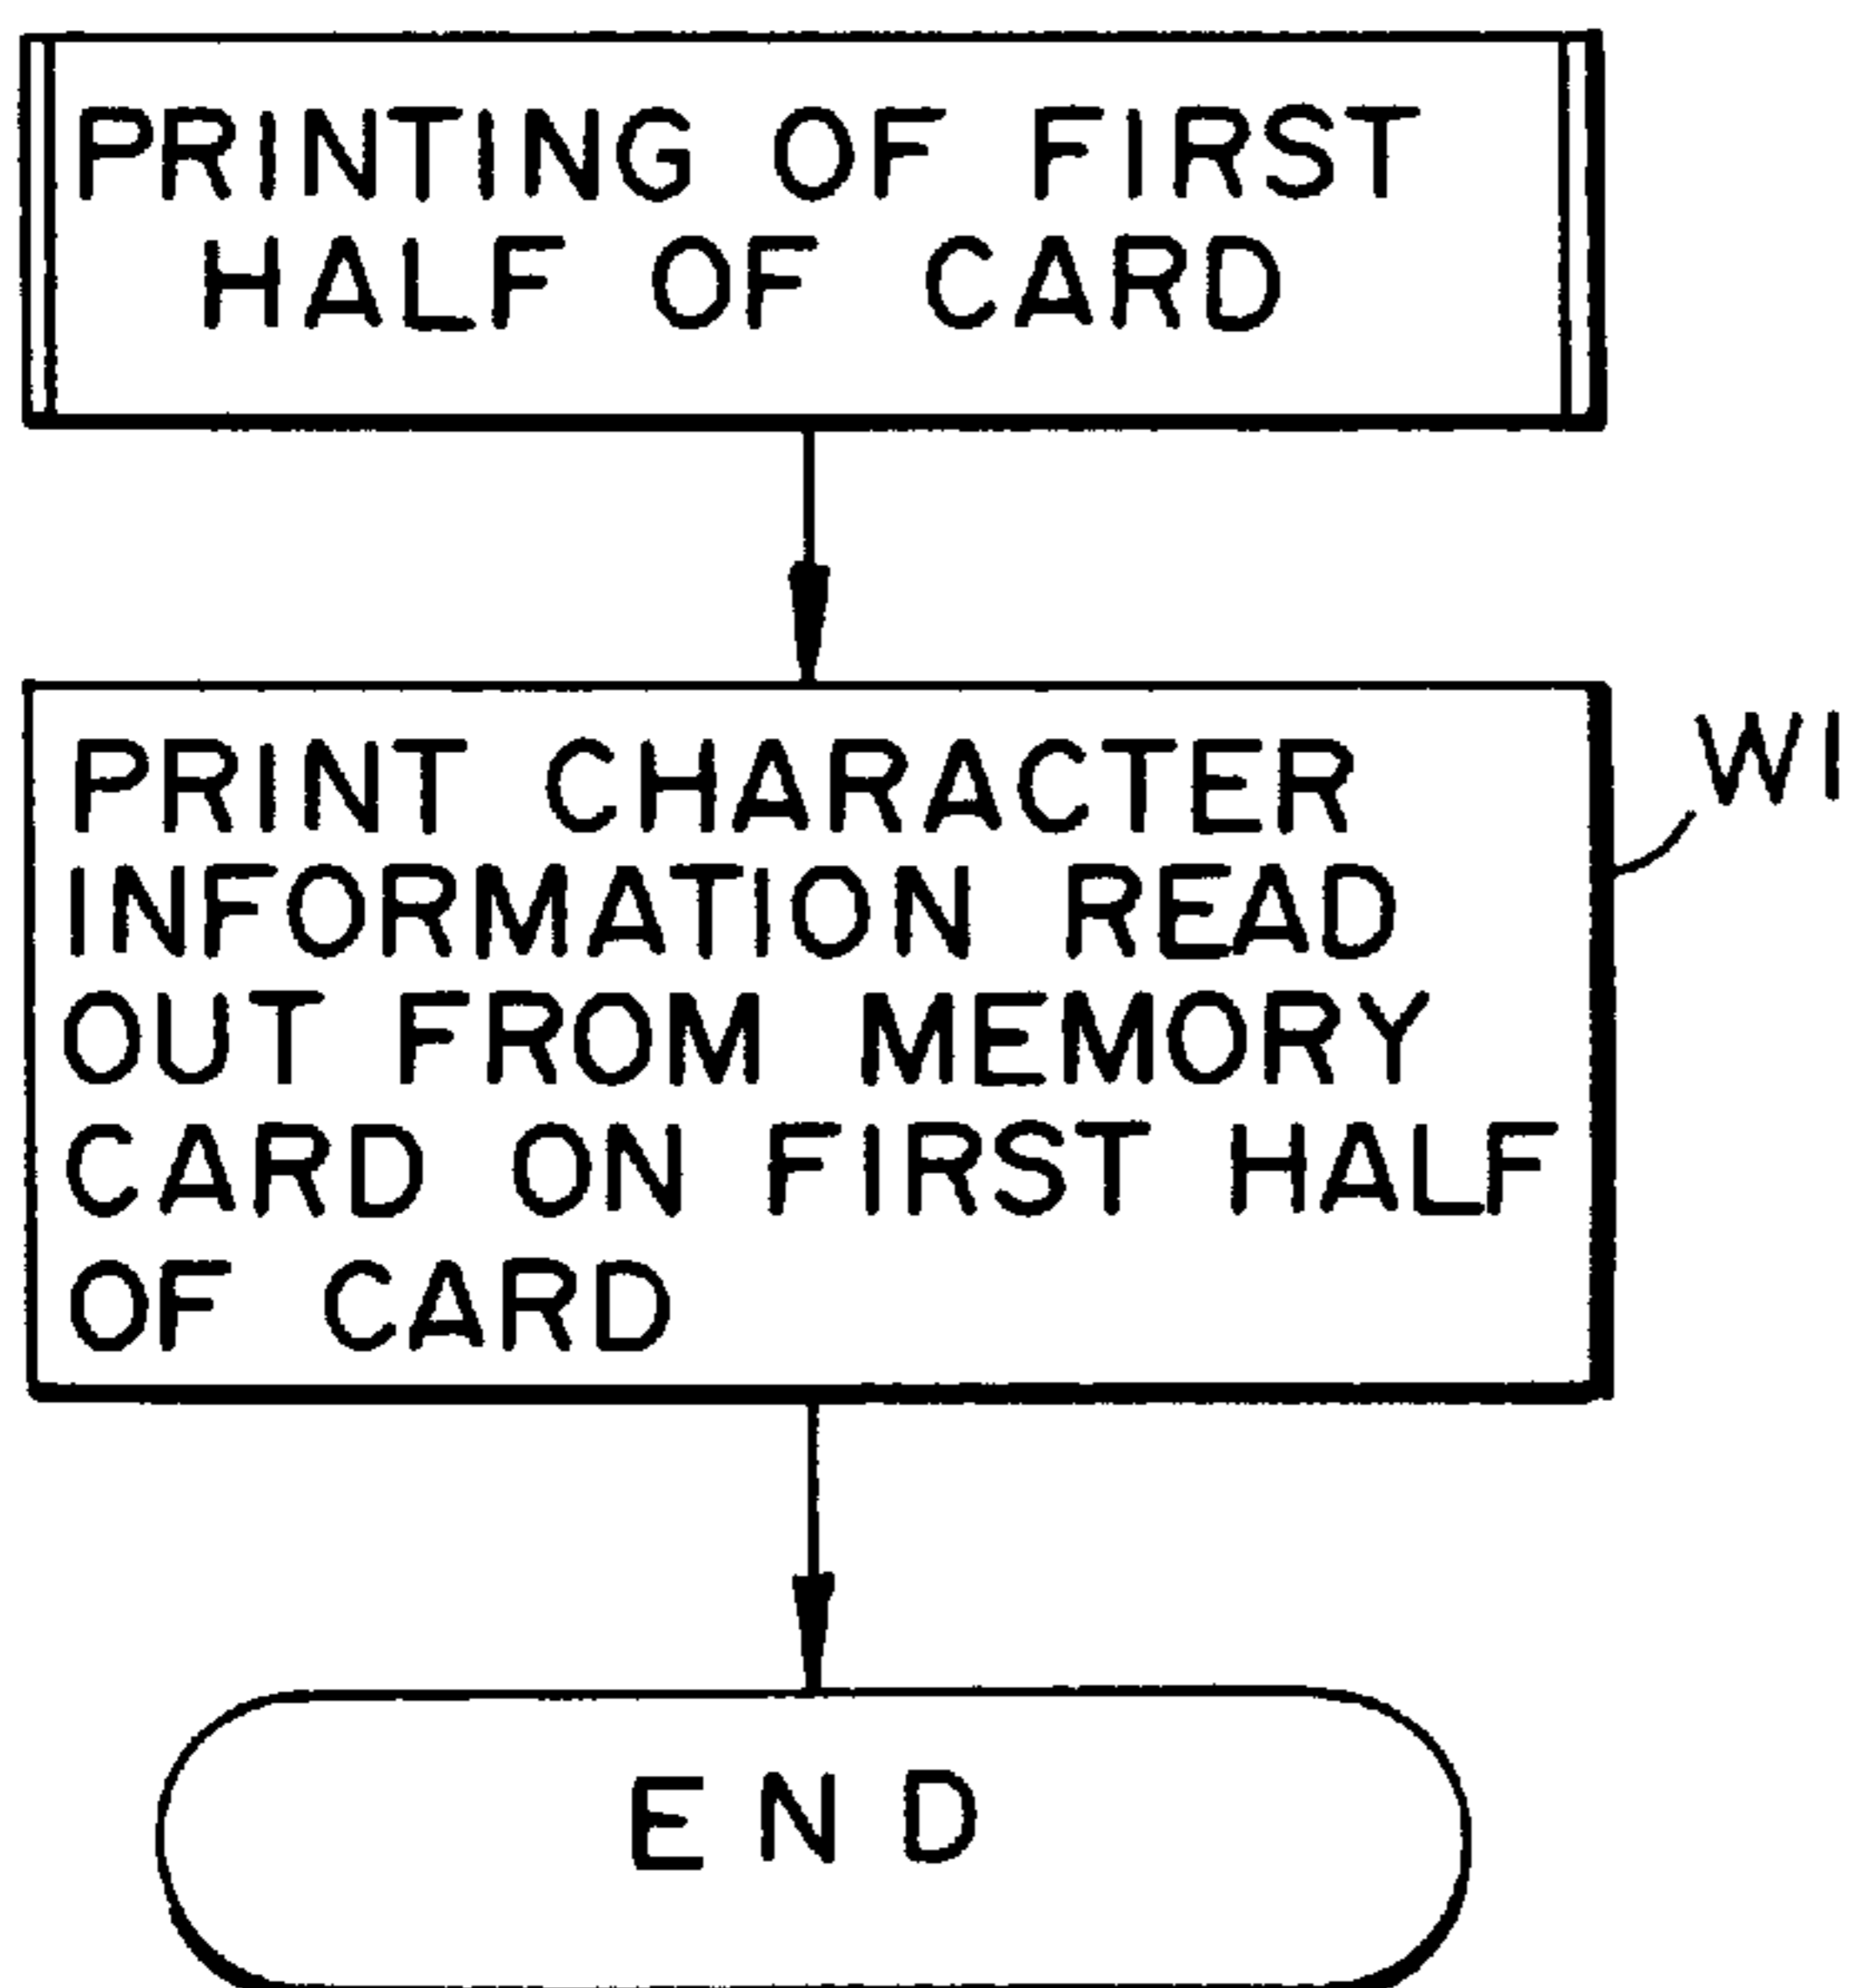 PRINTING OF FIRST
HALF OF CARD
PRINT CHARACTER
INFORMATION READ
OUT FROM MEMORY
CARD ON FIRST HALF
OF CARD
W1
END